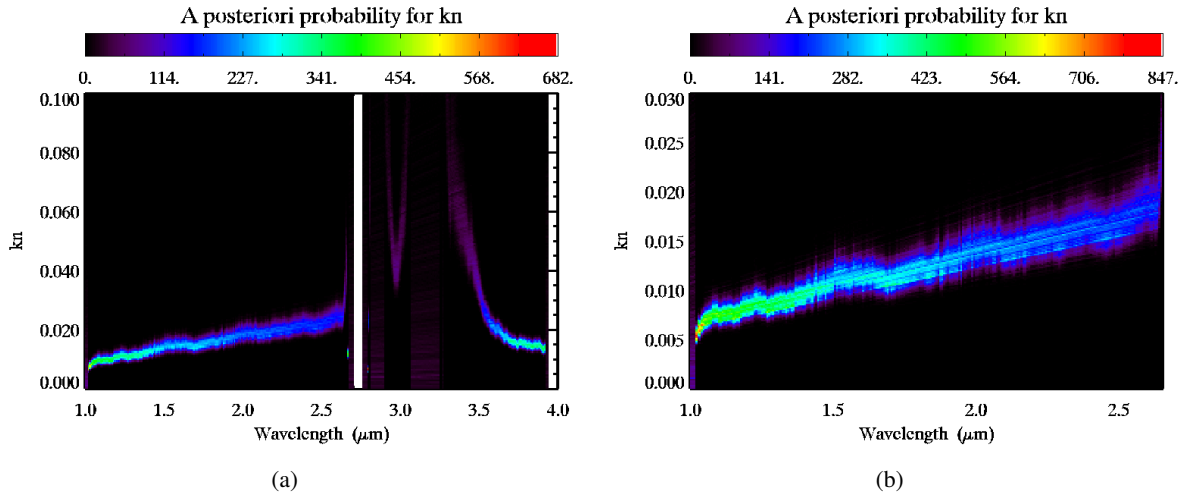 A posteriori probability for kn
0. 114. 227. 341. 454. 568. 682.
0.100
0.080
0.060
0.040
0.020
0.000
kn
1.0 1.5 2.0 2.5 3.0 3.5 4.0
Wavelength (μm)
(a)
A posteriori probability for kn
0. 141. 282. 423. 564. 706. 847.
0.030
0.025
0.020
0.015
0.010
0.005
0.000
kn
1.0 1.5 2.0 2.5
Wavelength (μm)
(b)